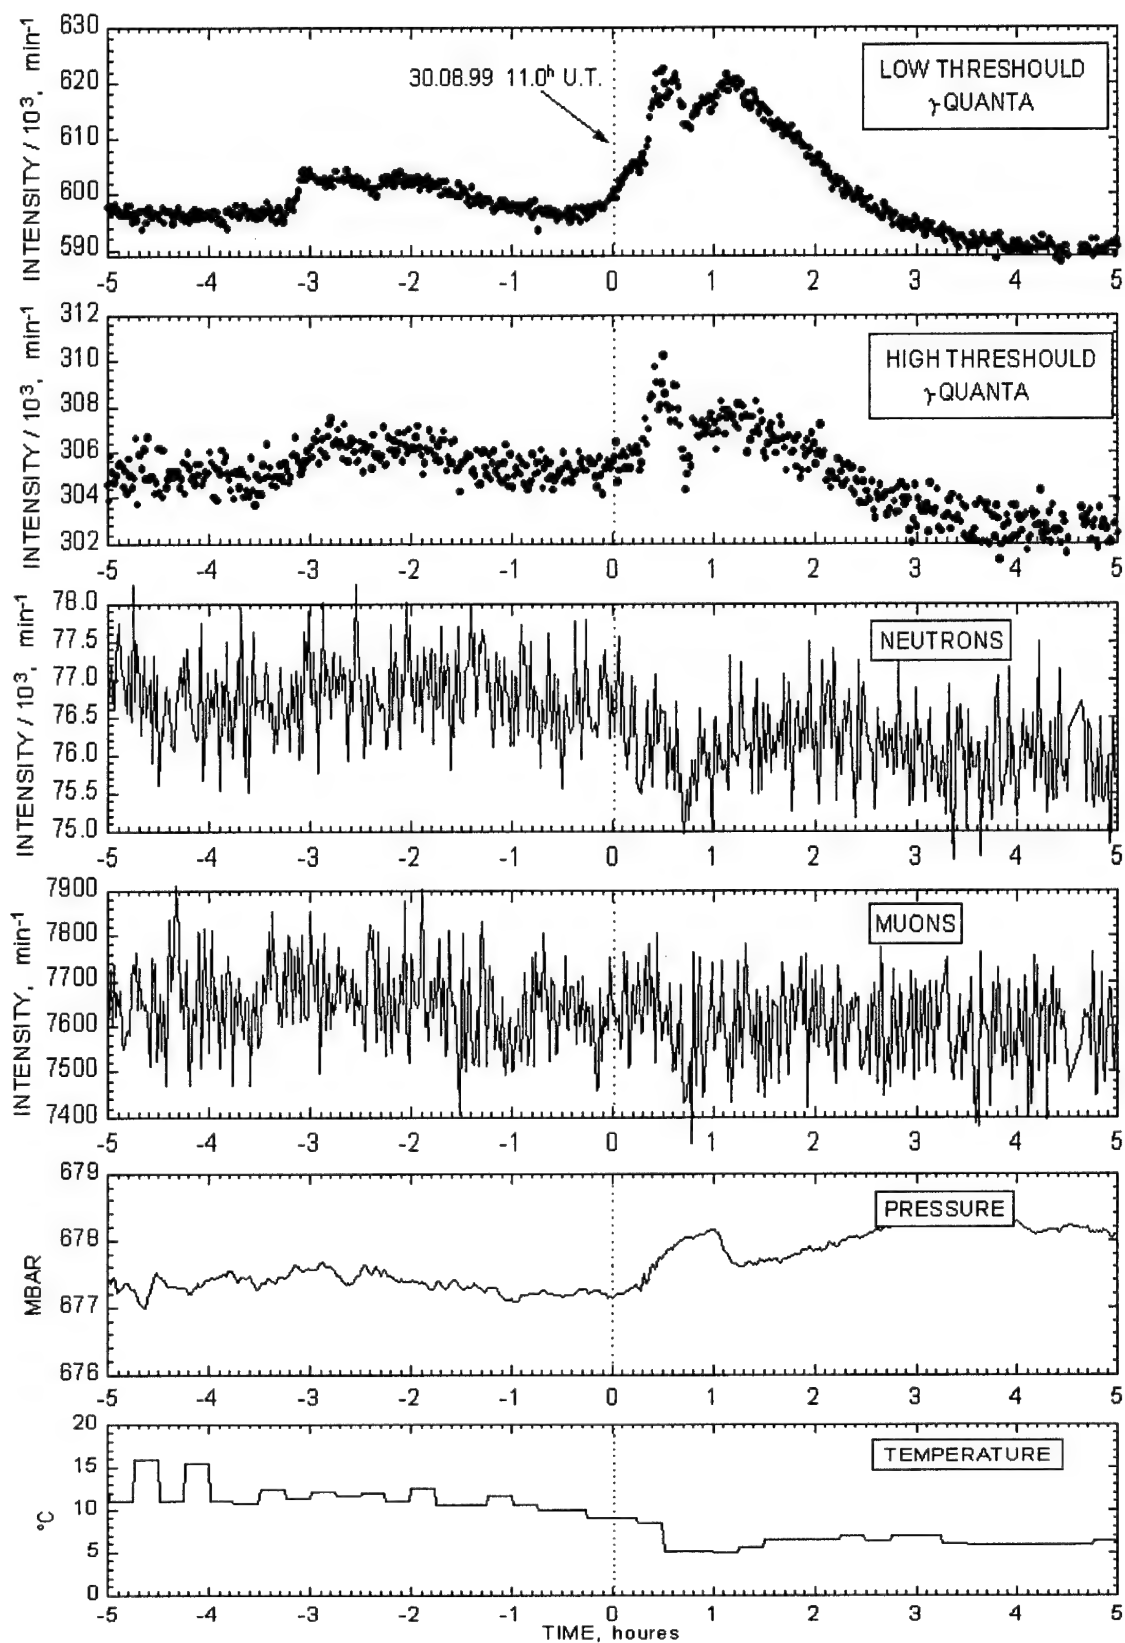 INTENSITY / 10³, min⁻¹
630
620
610
600
590
30.08.99 11.0ʰ U.T.
LOW THRESHOULD
γ QUANTA
-5 -4 -3 -2 -1 0 1 2 3 4 5
INTENSITY / 10³, min⁻¹
312
310
308
306
304
302
HIGH THRESHOULD
γ QUANTA
-5 -4 -3 -2 -1 0 1 2 3 4 5
INTENSITY / 10³, min⁻¹
78.0
77.5
77.0
76.5
76.0
75.5
75.0
NEUTRONS
-5 -4 -3 -2 -1 0 1 2 3 4 5
INTENSITY, min⁻¹
7900
7800
7700
7600
7500
7400
MUONS
-5 -4 -3 -2 -1 0 1 2 3 4 5
MBAR
679
678
677
676
PRESSURE
-5 -4 -3 -2 -1 0 1 2 3 4 5
°C
20
15
10
5
0
TEMPERATURE
-5 -4 -3 -2 -1 0 1 2 3 4 5
TIME, houres